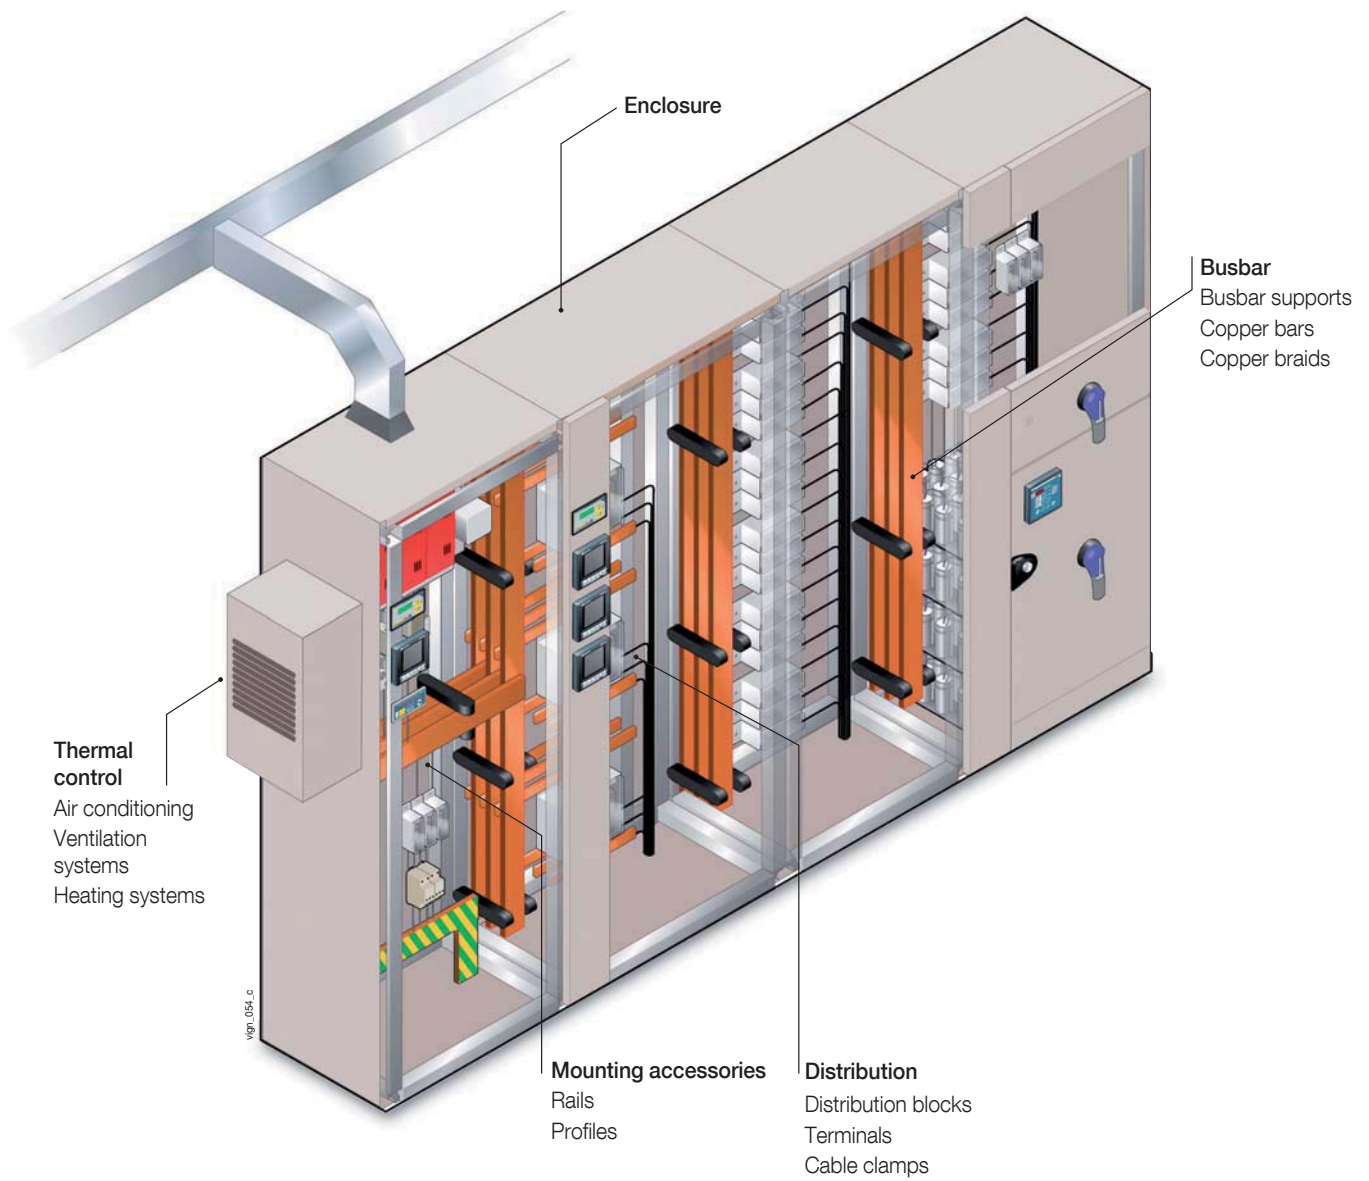 Enclosure
Busbar
Busbar supports
Copper bars
Copper braids
Thermal
control
Air conditioning
Ventilation
systems
Heating systems
vign_054_c
Mounting accessories
Rails
Profiles
Distribution
Distribution blocks
Terminals
Cable clamps